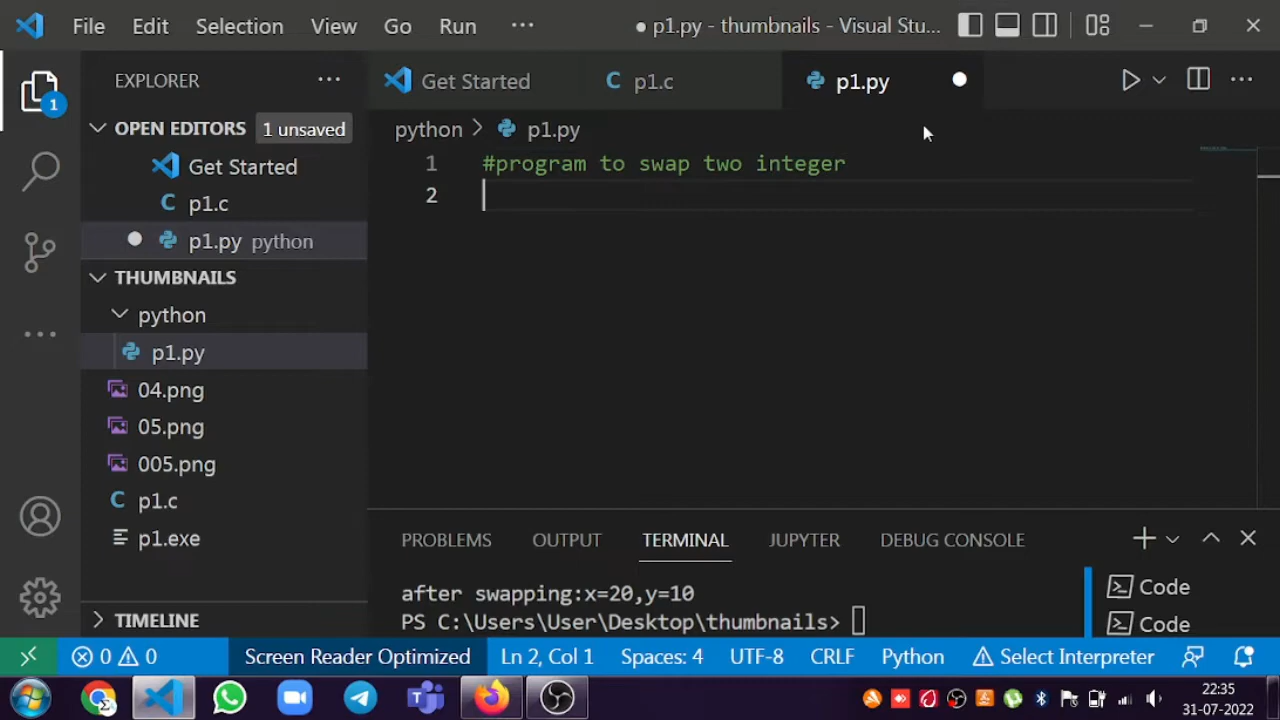 File Edit Selection View Go Run ··· ● p1.py - thumbnails - Visual Stu...
EXPLORER ···
Get Started
C p1.c
p1.py
1
OPEN EDITORS 1 unsaved
Get Started
C p1.c
p1.py python
THUMBNAILS
python
p1.py
04.png
05.png
005.png
C p1.c
p1.exe
TIMELINE
python > p1.py
1 #program to swap two integer
2
PROBLEMS OUTPUT TERMINAL JUPYTER DEBUG CONSOLE
after swapping:x=20,y=10
PS C:\Users\User\Desktop\thumbnails>
Code
Code
0 0 Screen Reader Optimized Ln 2, Col 1 Spaces: 4 UTF-8 CRLF Python Select Interpreter
22:35
31-07-2022